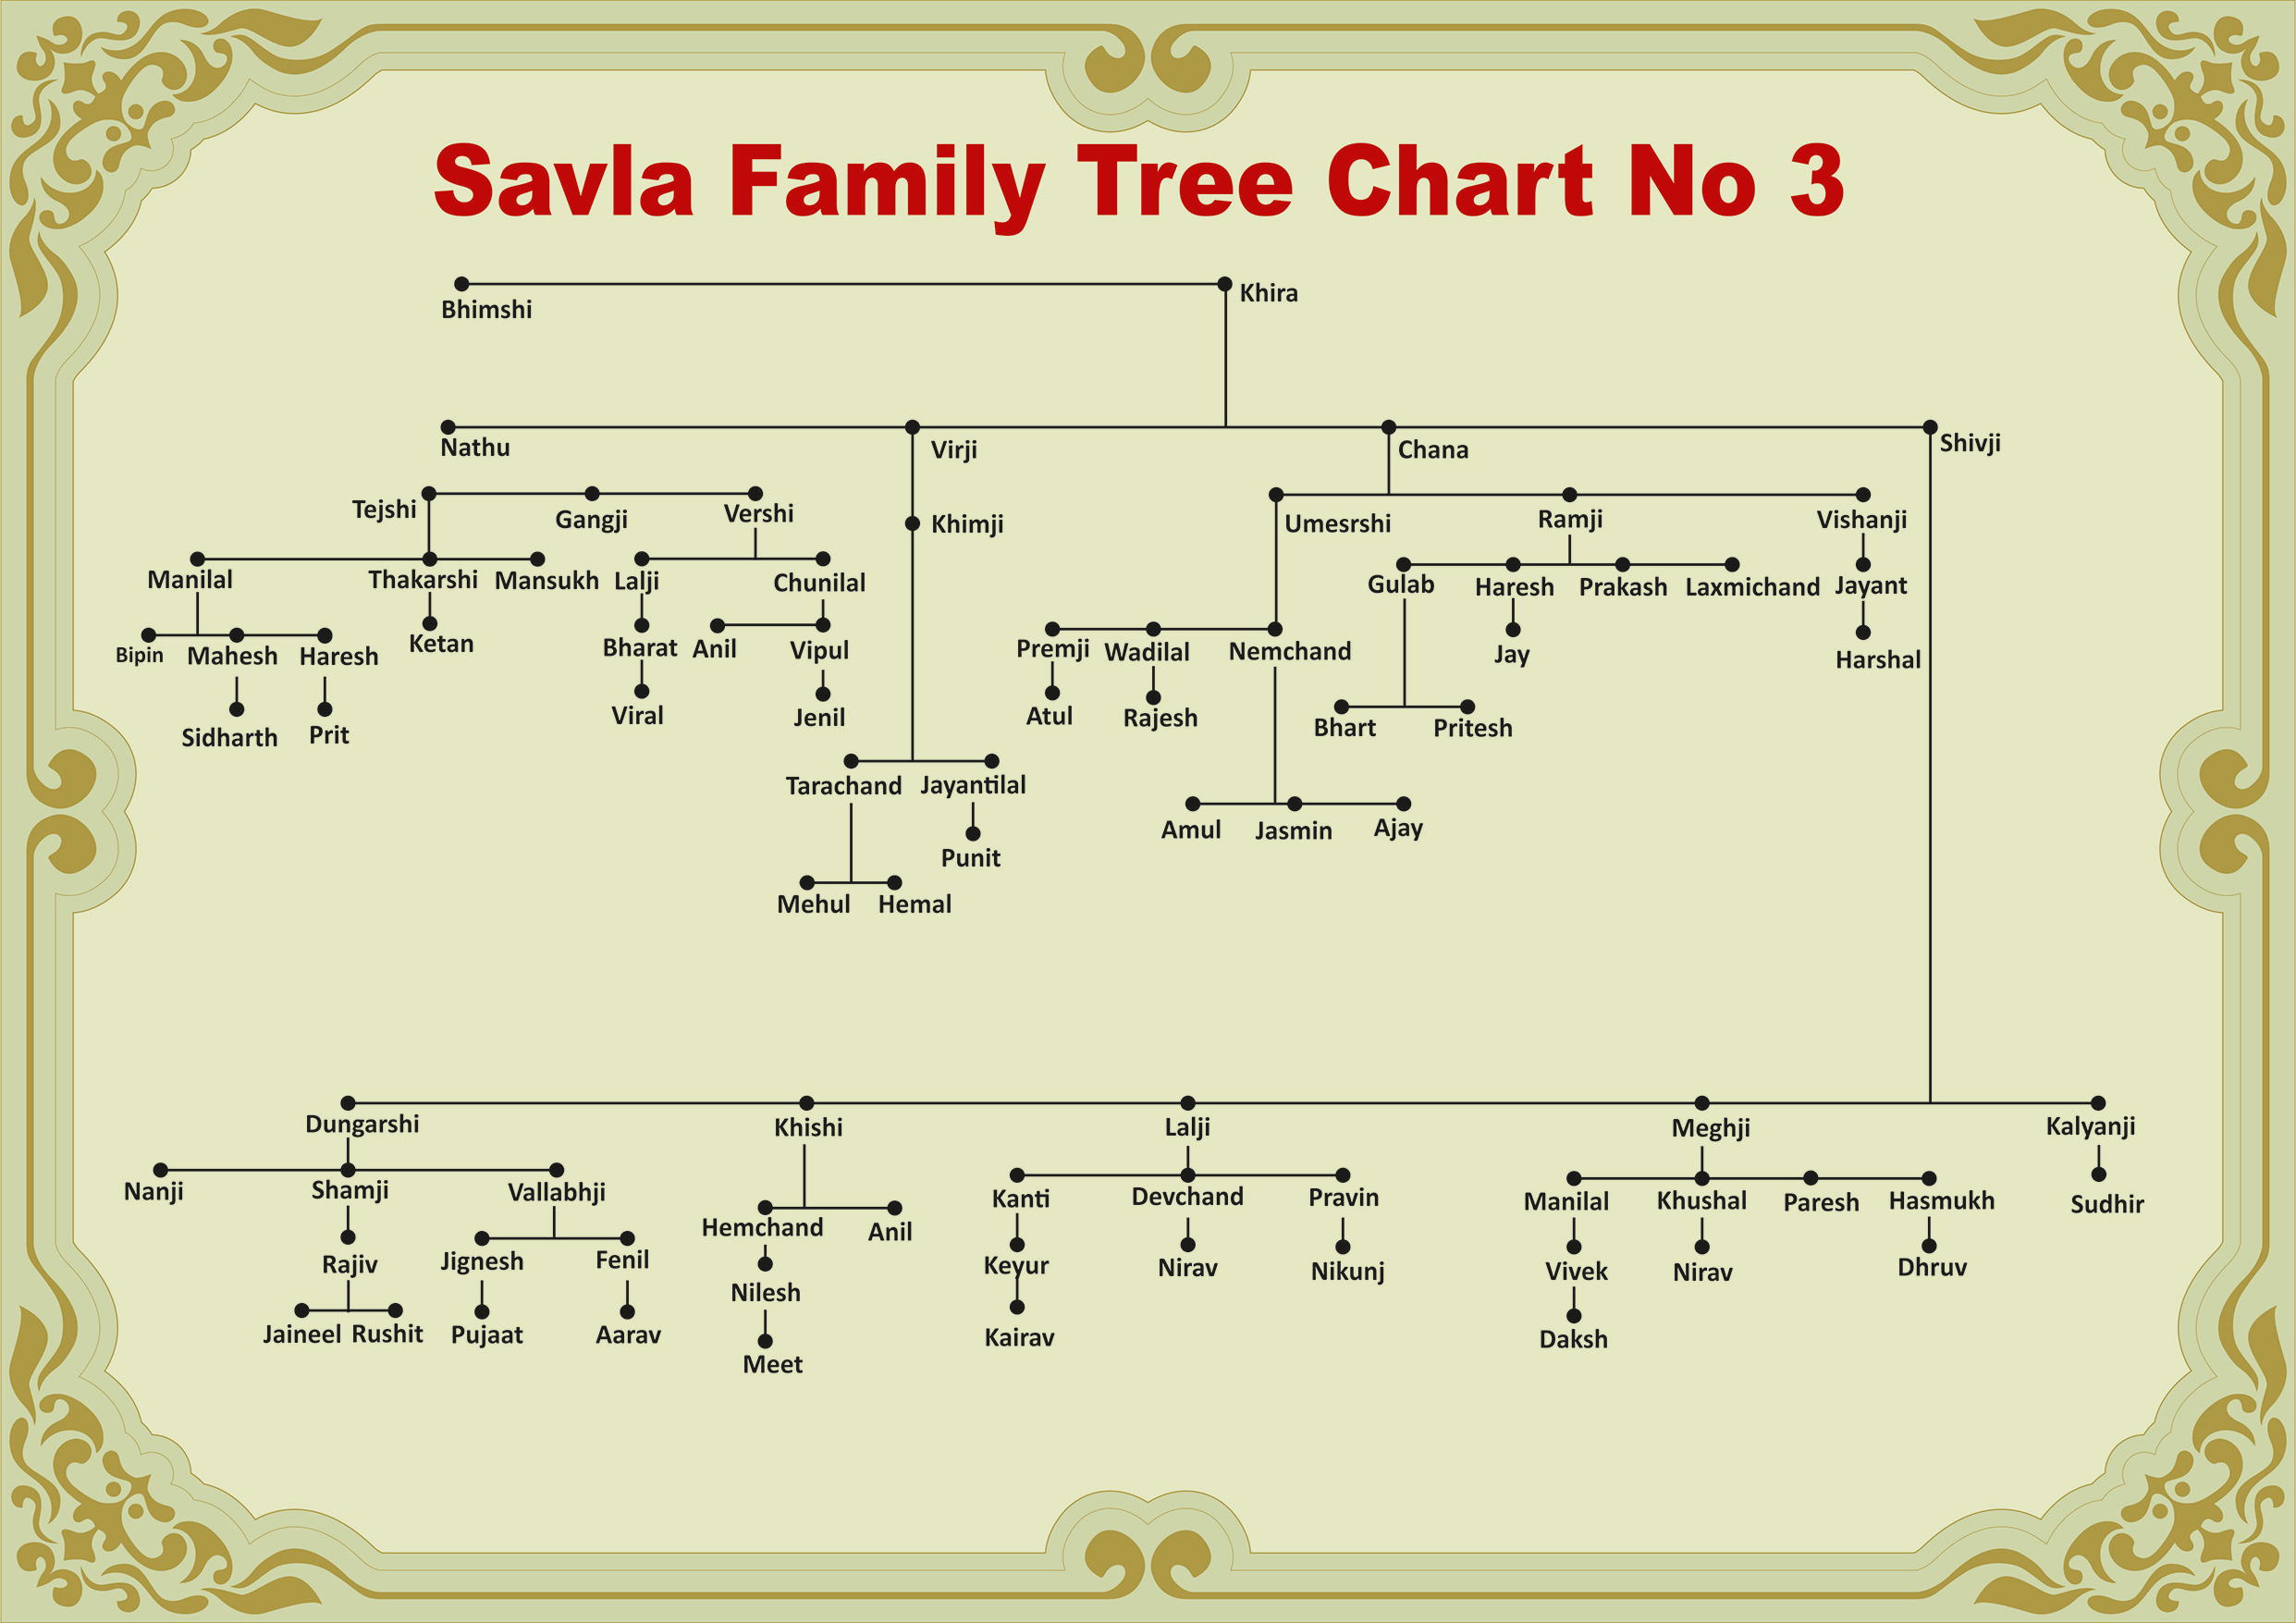 Savla Family Tree Chart No 3
Bhimshi
Khira
Nathu
Virji
Chana
Shivji
Tejshi
Gangji
Vershi
Khimji
Umesrshi
Ramji
Vishanji
Manilal
Thakarshi
Mansukh
Lalji
Chunilal
Gulab
Haresh
Prakash
Laxmichand
Jayant
Bipin
Mahesh
Haresh
Ketan
Bharat
Anil
Vipul
Premji
Wadilal
Nemchand
Jay
Harshal
Sidharth
Prit
Viral
Jenil
Atul
Rajesh
Bhart
Pritesh
Tarachand
Jayantilal
Amul
Jasmin
Ajay
Punit
Mehul
Hemal
Dungarshi
Khishi
Lalji
Meghji
Kalyanji
Nanji
Shamji
Vallabhji
Hemchand
Anil
Kanti
Devchand
Pravin
Manilal
Khushal
Paresh
Hasmukh
Sudhir
Rajiv
Jignesh
Fenil
Nilesh
Keyur
Nirav
Nikunj
Vivek
Nirav
Dhruv
Jaineel
Rushit
Pujaat
Aarav
Meet
Kairav
Daksh